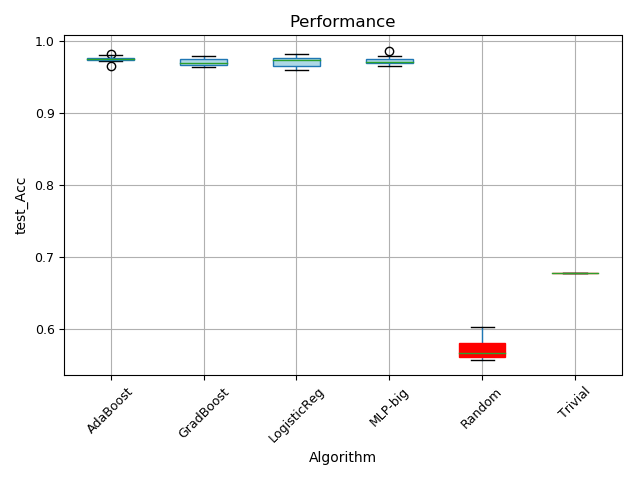 Performance
1.0
0.9
0.8
0.7
0.6
test_Acc
AdaBoost
GradBoost
LogisticReg
MLP-big
Random
Trivial
Algorithm